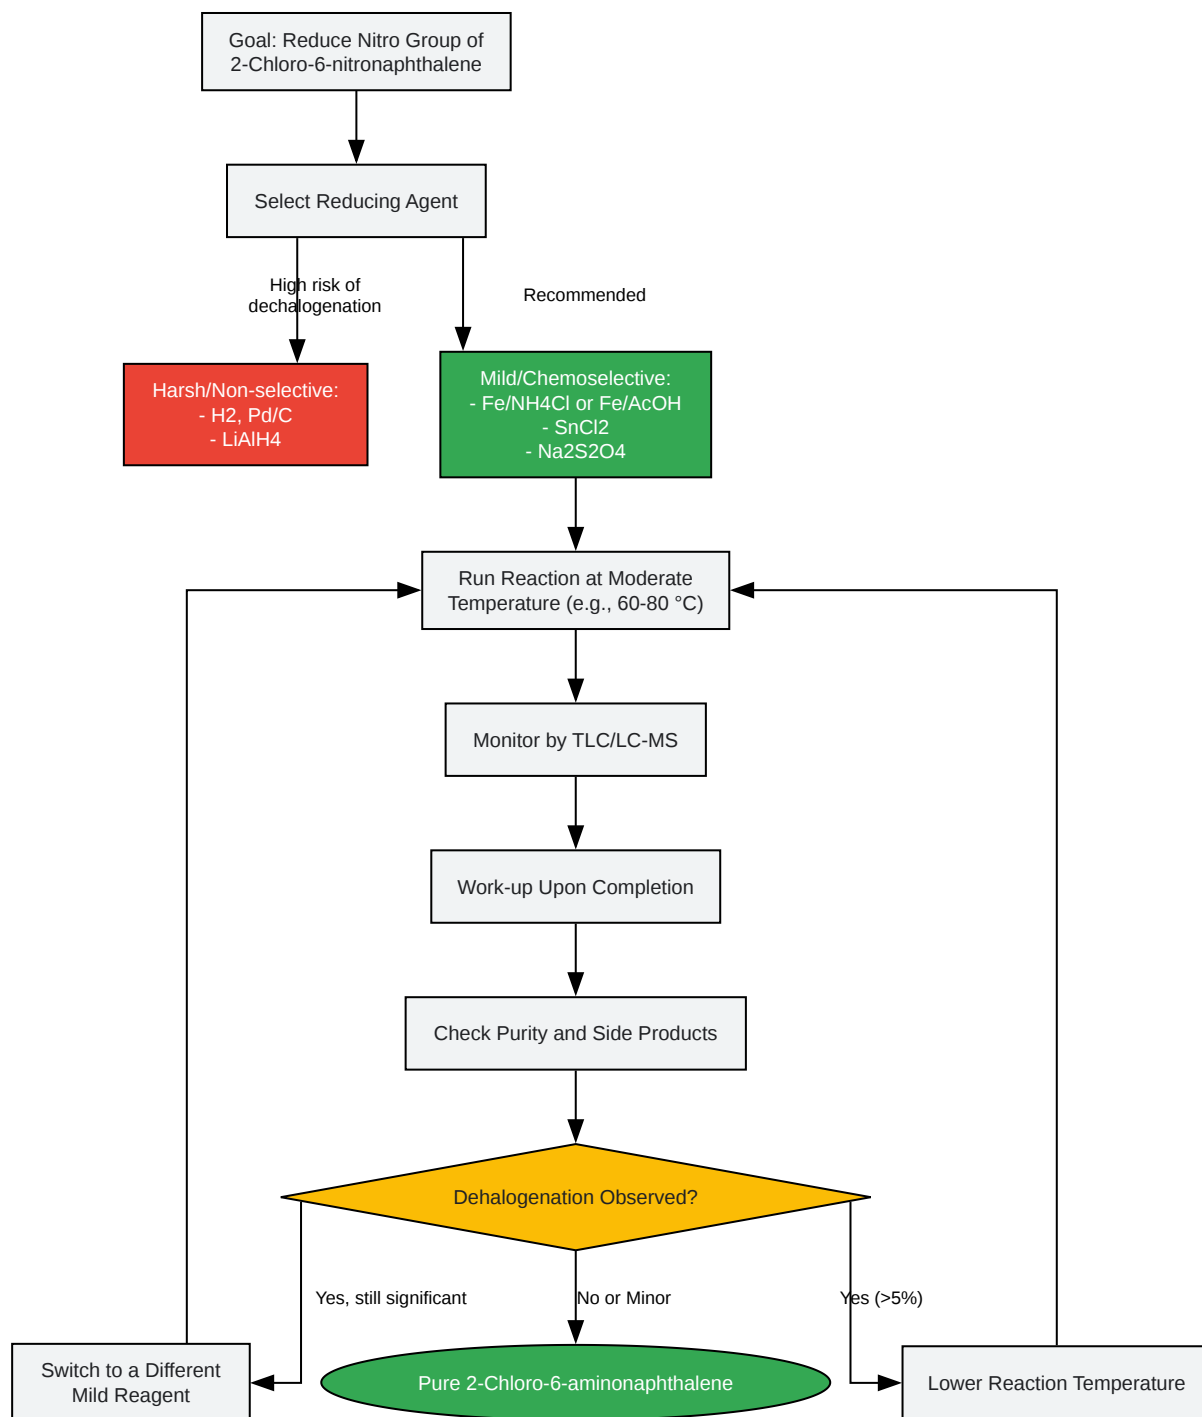 Goal: Reduce Nitro Group of
2-Chloro-6-nitronaphthalene
Select Reducing Agent
High risk of
dechalogenation
Recommended
Harsh/Non-selective:
- H2, Pd/C
- LiAlH4
Mild/Chemoselective:
- Fe/NH4Cl or Fe/AcOH
- SnCl2
- Na2S2O4
Run Reaction at Moderate
Temperature (e.g., 60-80 °C)
Monitor by TLC/LC-MS
Work-up Upon Completion
Check Purity and Side Products
Dehalogenation Observed?
Yes, still significant
No or Minor
Yes (>5%)
Switch to a Different
Mild Reagent
Pure 2-Chloro-6-aminonaphthalene
Lower Reaction Temperature